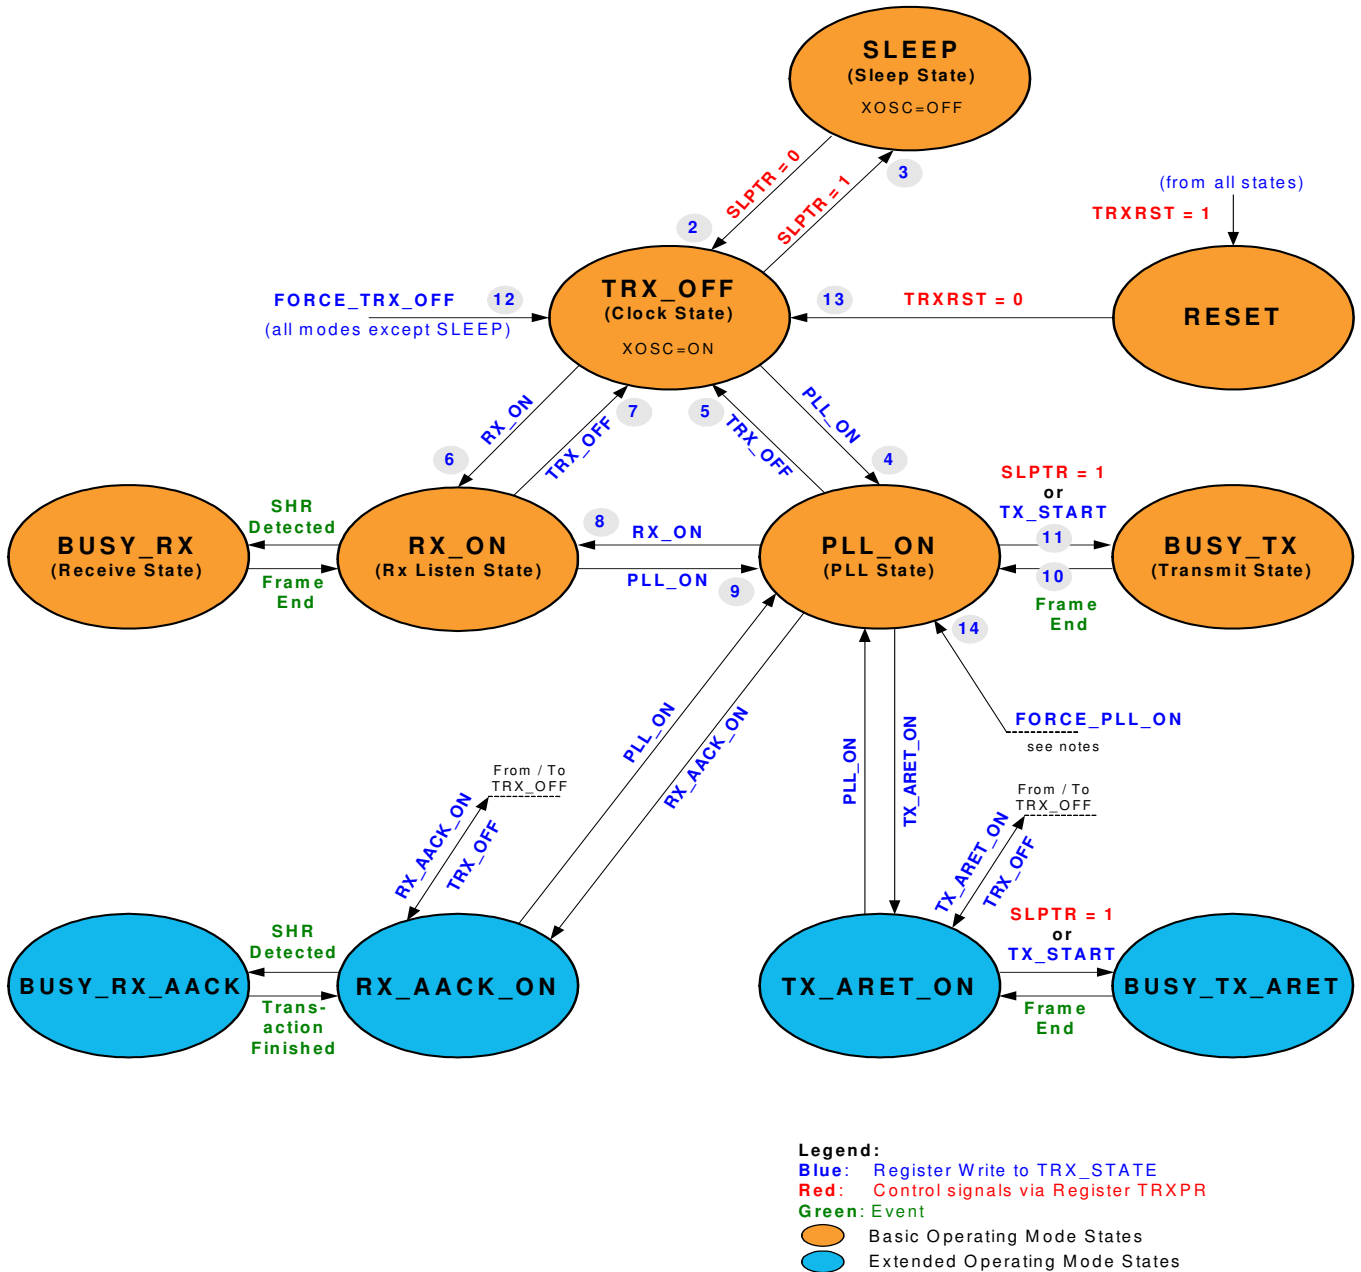 SLEEP
(Sleep State)
XOSC=OFF
SLPTR = 0
SLPTR = 1
3
2
(from all states)
TRXRST = 1
FORCE_TRX_OFF
12
(all modes except SLEEP)
TRX_OFF
(Clock State)
XOSC=ON
13
TRXRST = 0
RESET
RX_ON
7
TRX_OFF
6
5
TRX_OFF
PLL_ON
4
SLPTR = 1
or
TX_START
11
10
Frame
End
SHR
Detected
BUSY_RX
(Receive State)
Frame
End
RX_ON
(Rx Listen State)
8
RX_ON
PLL_ON
9
PLL_ON
(PLL State)
BUSY_TX
(Transmit State)
14
FORCE_PLL_ON
see notes
PLL_ON
RX_AACK_ON
PLL_ON
TX_ARET_ON
From / To
TRX_OFF
RX_AACK_ON
TRX_OFF
From / To
TRX_OFF
TX_ARET_ON
TRX_OFF
SHR
Detected
BUSY_RX_AACK
Trans-
action
Finished
RX_AACK_ON
TX_ARET_ON
SLPTR = 1
or
TX_START
Frame
End
BUSY_TX_ARET
Legend:
Blue: Register Write to TRX_STATE
Red: Control signals via Register TRXPR
Green: Event
Basic Operating Mode States
Extended Operating Mode States